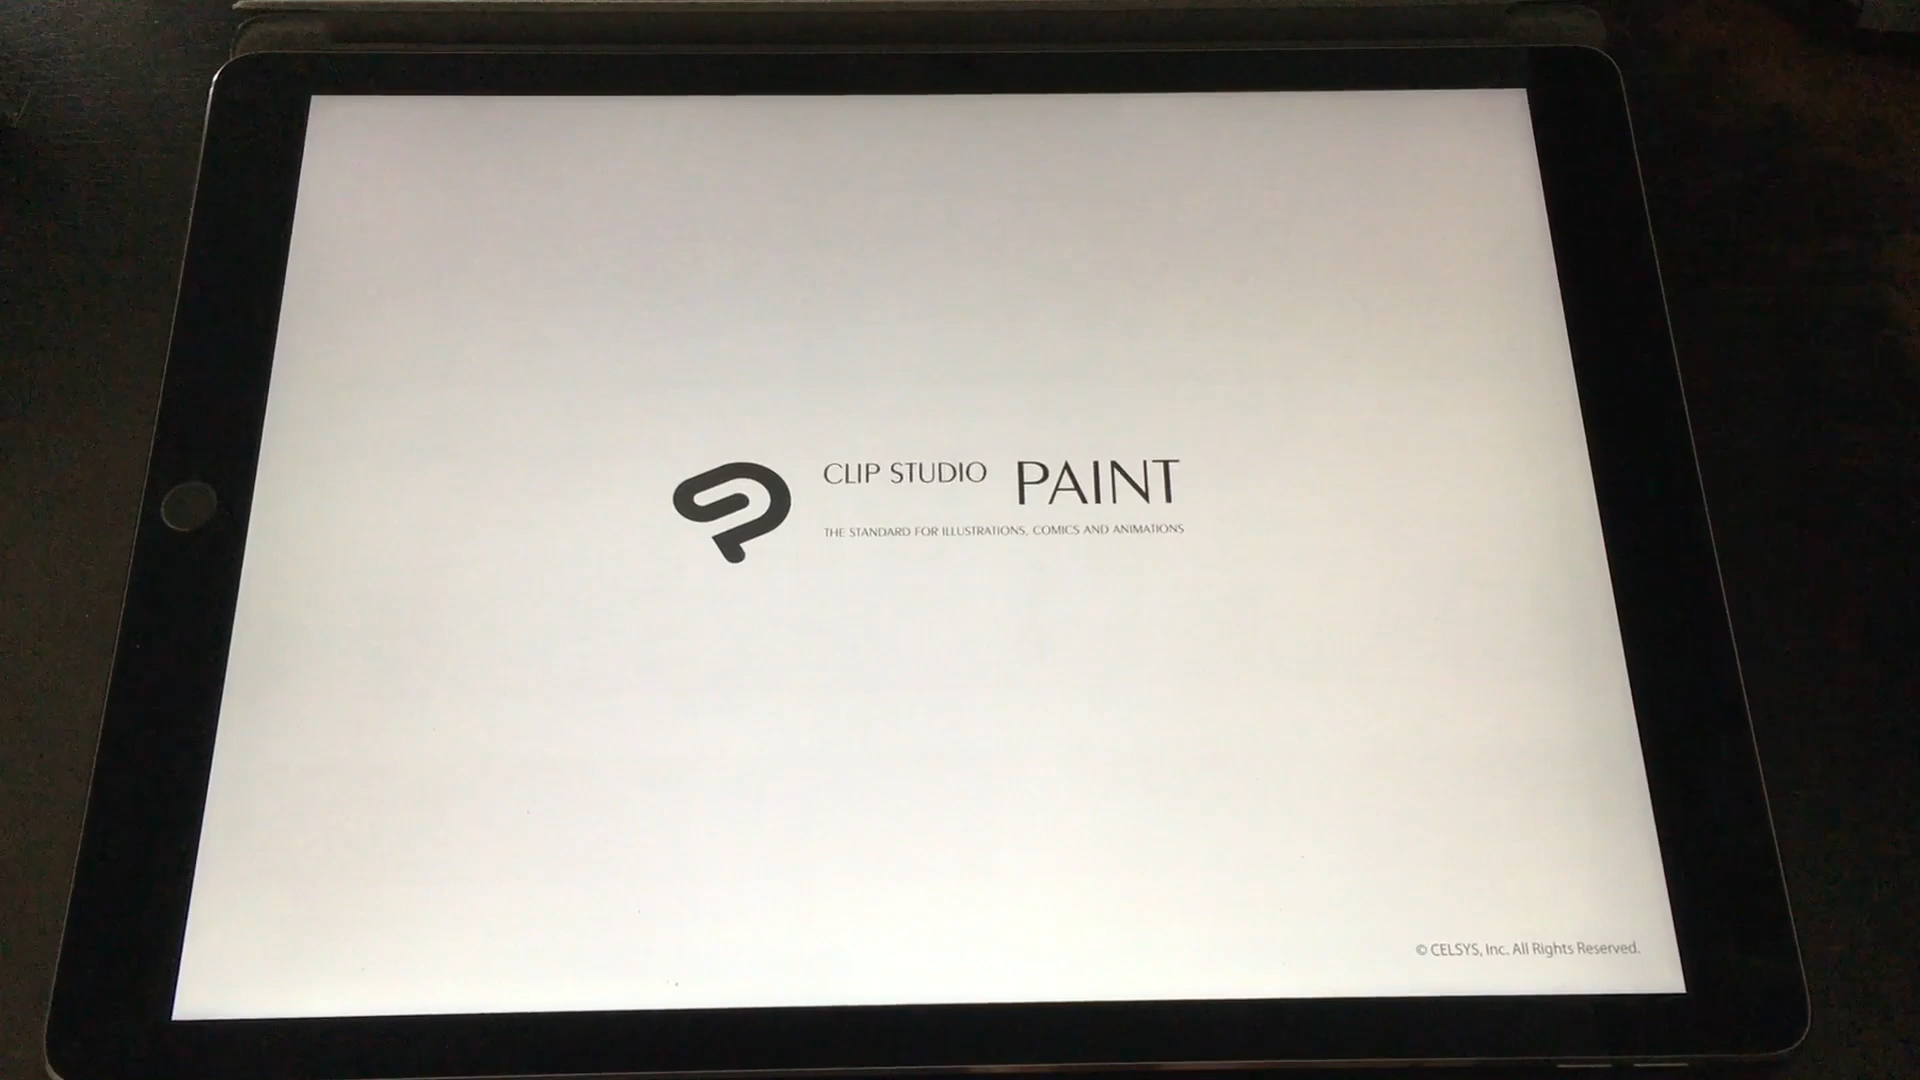 CLIP STUDIO PAINT
THE STANDARD FOR ILLUSTRATIONS, COMICS AND ANIMATIONS
© CELSYS, Inc. All Rights Reserved.